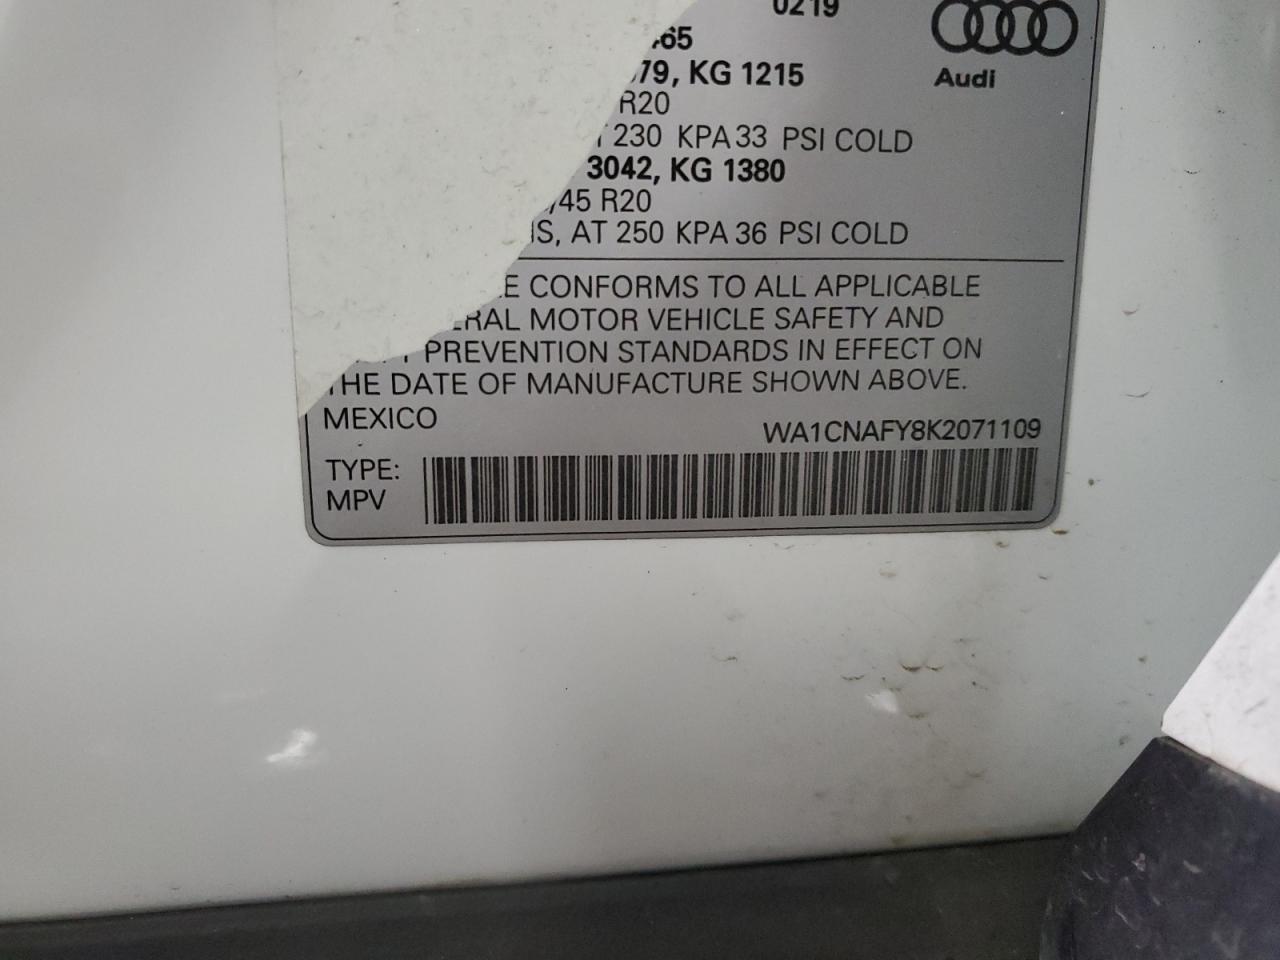 0219
Audi
465
79, KG 1215
R20
230 KPA 33 PSI COLD
3042, KG 1380
/45 R20
AT 250 KPA 36 PSI COLD
CONFORMS TO ALL APPLICABLE
MOTOR VEHICLE SAFETY AND
PREVENTION STANDARDS IN EFFECT ON
THE DATE OF MANUFACTURE SHOWN ABOVE.
MEXICO
WA1CNAFY8K2071109
TYPE:
MPV